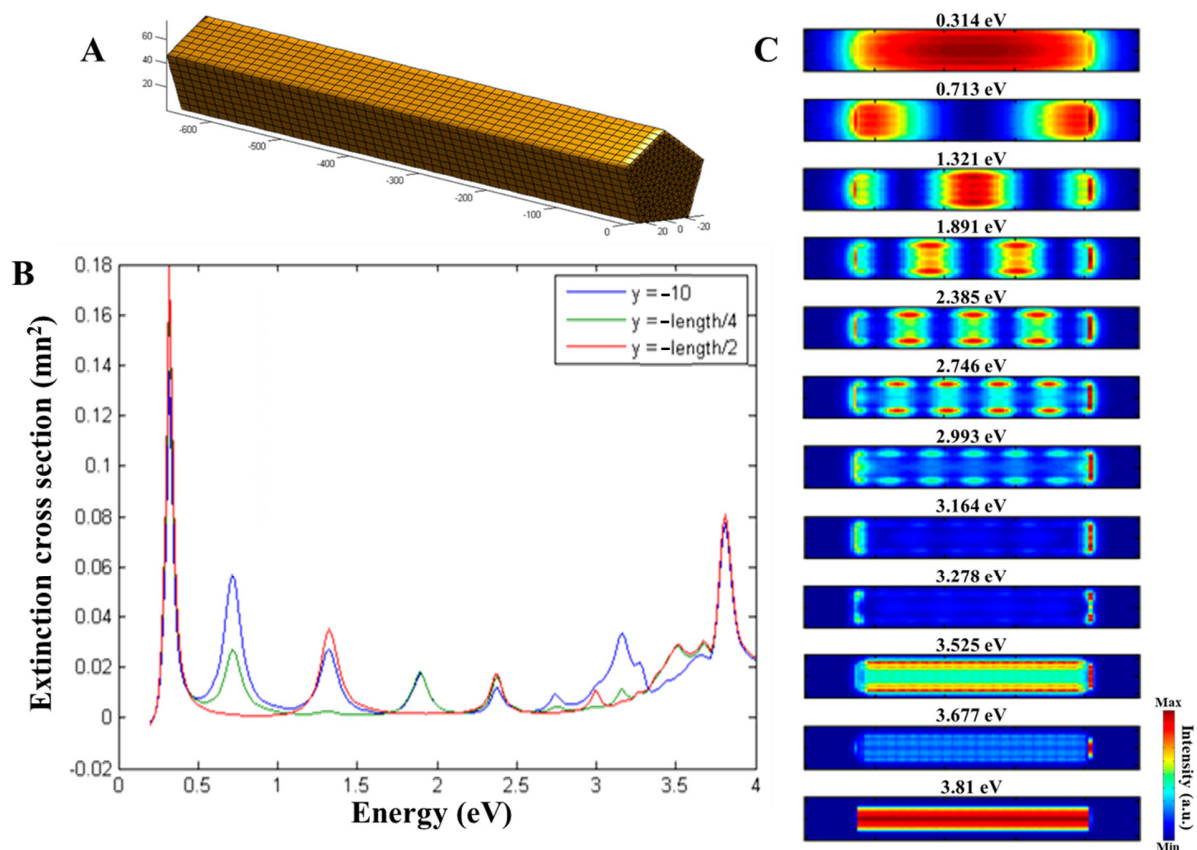 A
60
40
20
-600
-500
-400
-300
-200
-100
0
20
0
-20
B
Extinction cross section (mm²)
0.18
0.16
0.14
0.12
0.1
0.08
0.06
0.04
0.02
0
-0.02
y = -10
y = -length/4
y = -length/2
0 0.5 1 1.5 2 2.5 3 3.5 4
Energy (eV)
C
0.314 eV
0.713 eV
1.321 eV
1.891 eV
2.385 eV
2.746 eV
2.993 eV
3.164 eV
3.278 eV
3.525 eV
3.677 eV
3.81 eV
Max
Intensity (a.u.)
Min